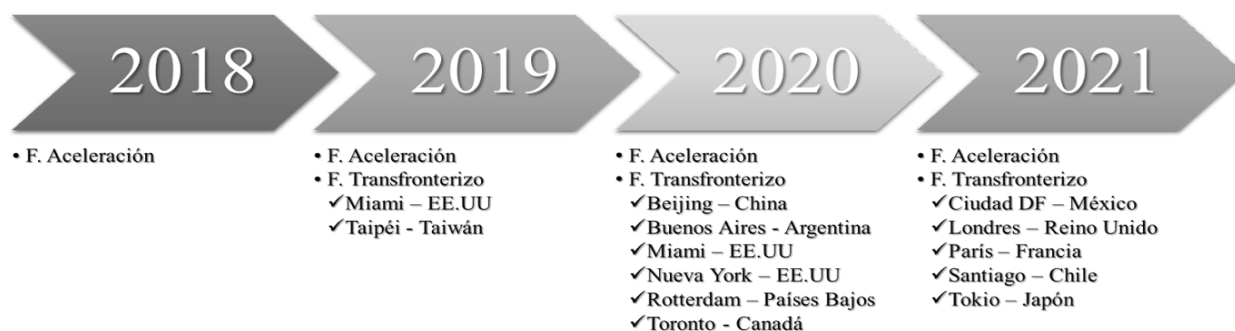 2018
• F. Aceleración
2019
• F. Aceleración
• F. Transfronterizo
✓Miami – EE.UU
✓Taipéi - Taiwán
2020
• F. Aceleración
• F. Transfronterizo
✓Beijing – China
✓Buenos Aires - Argentina
✓Miami – EE.UU
✓Nueva York – EE.UU
✓Rotterdam – Países Bajos
✓Toronto - Canadá
2021
• F. Aceleración
• F. Transfronterizo
✓Ciudad DF – México
✓Londres – Reino Unido
✓París – Francia
✓Santiago – Chile
✓Tokio – Japón